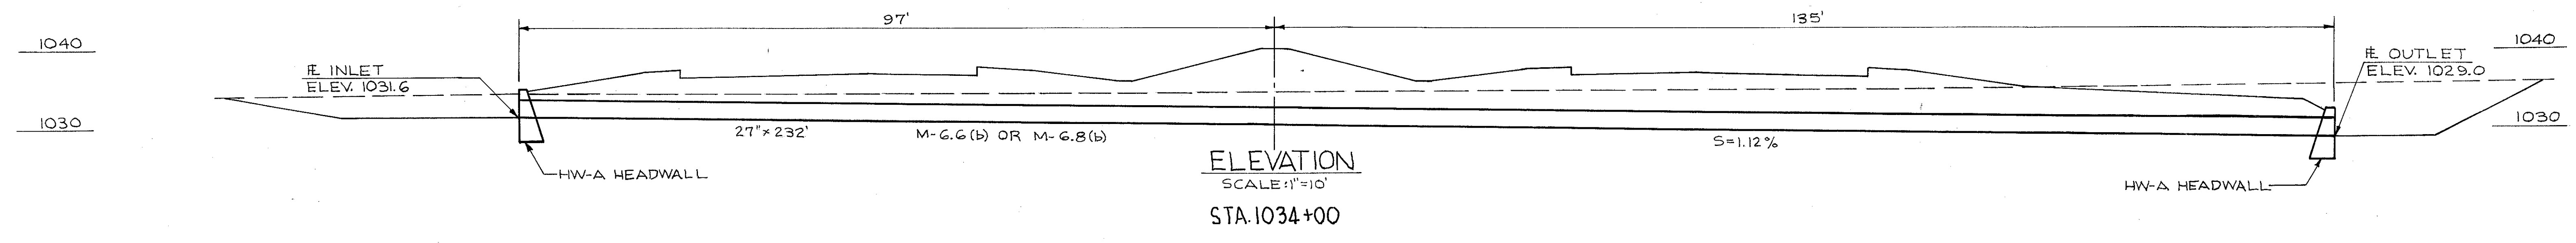 97'
135'
1040
1040
℄ INLET
ELEV. 1031.6
℄ OUTLET
ELEV. 1029.0
1030
1030
27"×232'
M-6.6(b) OR M-6.8(b)
S=1.12%
ELEVATION
SCALE:1"=10'
HW-A HEADWALL
HW-A HEADWALL
STA.1034+00